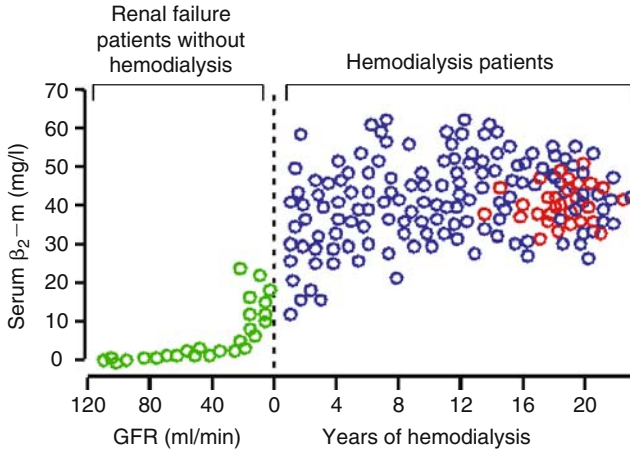 Renal failure
patients without
hemodialysis
Hemodialysis patients
70
60
50
40
30
20
10
0
Serum β₂−m (mg/l)
120 80 40 0 4 8 12 16 20
GFR (ml/min) Years of hemodialysis